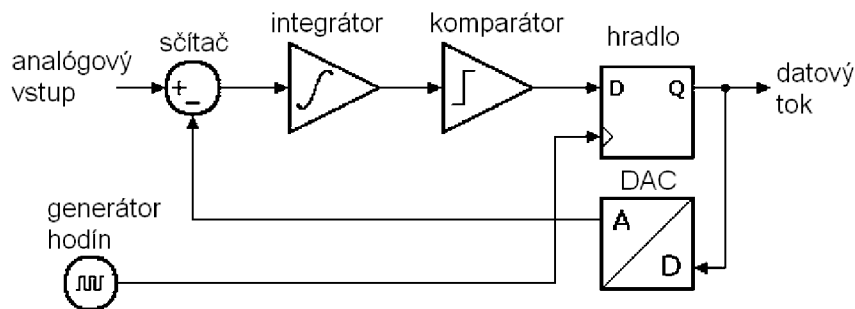 analógový
vstup
sčítač
+
−
integrátor
komparátor
hradlo
D
Q
datový
tok
DAC
A
D
generátor
hodín